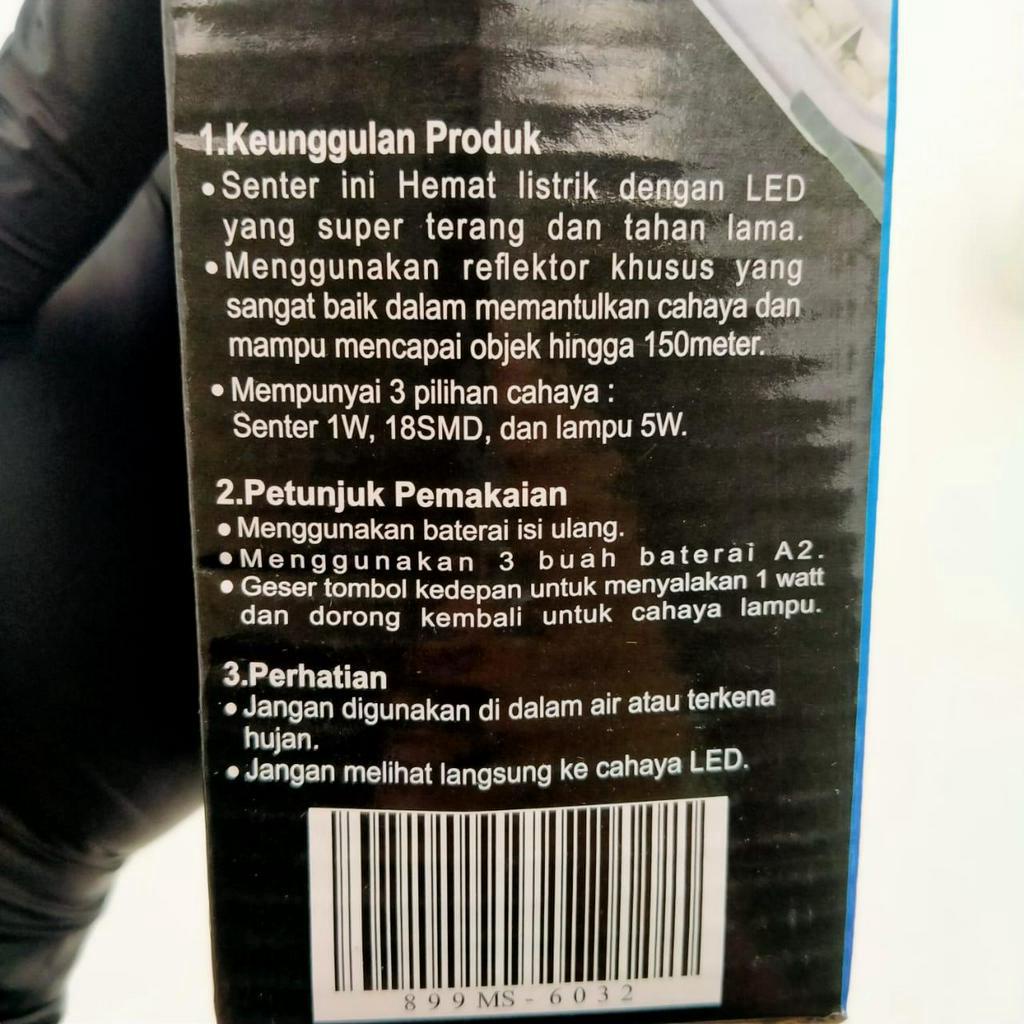 1.Keunggulan Produk
•Senter ini Hemat listrik dengan LED
yang super terang dan tahan lama.
•Menggunakan reflektor khusus yang
sangat baik dalam memantulkan cahaya dan
mampu mencapai objek hingga 150meter.
• Mempunyai 3 pilihan cahaya :
Senter 1W, 18SMD, dan lampu 5W.
2.Petunjuk Pemakaian
• Menggunakan baterai isi ulang.
• Menggunakan 3 buah baterai A2.
• Geser tombol kedepan untuk menyalakan 1 watt
dan dorong kembali untuk cahaya lampu.
3.Perhatian
• Jangan digunakan di dalam air atau terkena
hujan.
• Jangan melihat langsung ke cahaya LED.
899MS-6032